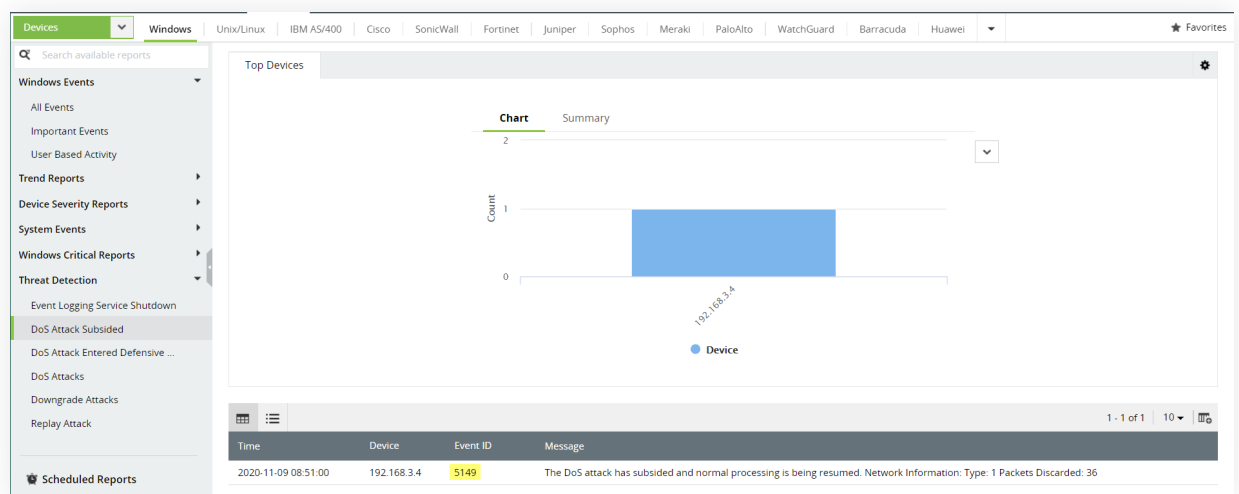 Devices Windows Unix/Linux IBM AS/400 Cisco SonicWall Fortinet Juniper Sophos Meraki PaloAlto WatchGuard Barracuda Huawei Favorites
Search available reports
Windows Events
All Events
Important Events
User Based Activity
Trend Reports
Device Severity Reports
System Events
Windows Critical Reports
Threat Detection
Event Logging Service Shutdown
DoS Attack Subsided
DoS Attack Entered Defensive ...
DoS Attacks
Downgrade Attacks
Replay Attack
Scheduled Reports
Top Devices
Chart Summary
2
Count
1
0
192.168.3.4
Device
1 - 1 of 1 10
Time Device Event ID Message
2020-11-09 08:51:00 192.168.3.4 5149 The DoS attack has subsided and normal processing is being resumed. Network Information: Type: 1 Packets Discarded: 36